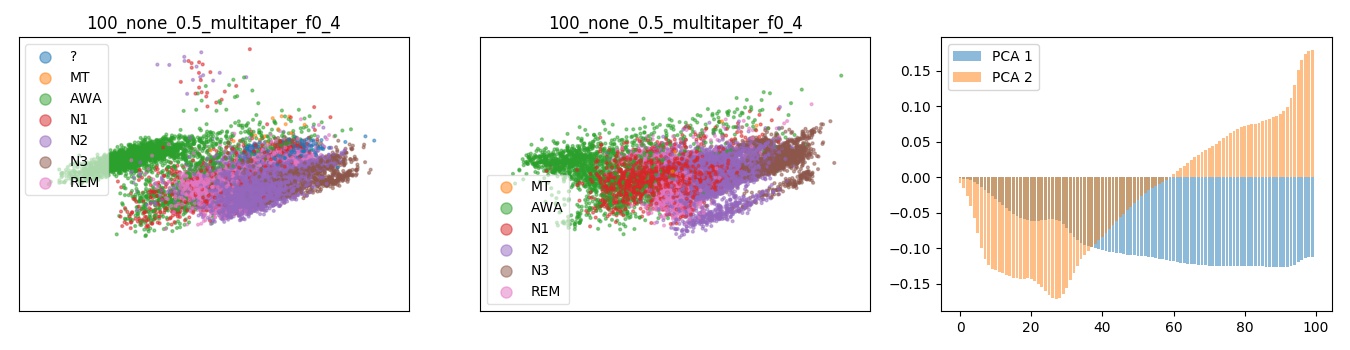 100_none_0.5_multitaper_f0_4
?
MT
AWA
N1
N2
N3
REM
100_none_0.5_multitaper_f0_4
MT
AWA
N1
N2
N3
REM
PCA 1
PCA 2
0.15
0.10
0.05
0.00
−0.05
−0.10
−0.15
0 20 40 60 80 100